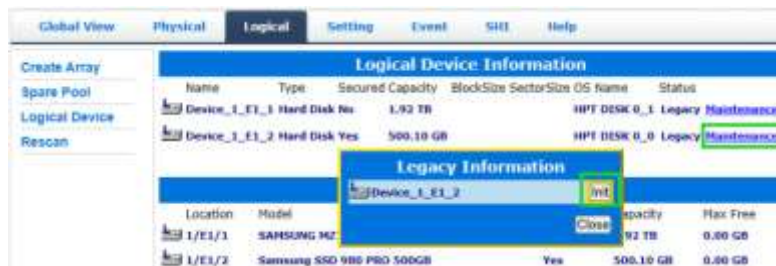 Global View Physical Logical Setting Event SHI Help
Create Array
Spare Pool
Logical Device
Rescan
Logical Device Information
Name Type Secured Capacity BlockSize SectorSize OS Name Status
Device_1_E1_1 Hard Disk No 1.92 TB HPT DISK 0_1 Legacy Maintenance
Device_1_E1_2 Hard Disk Yes 500.10 GB HPT DISK 0_0 Legacy Maintenance
Legacy Information
Device_1_E1_2 Init
Close
Location Model Max Free
1/E1/1 SAMSUNG 92 TB 0.00 GB
1/E1/2 Samsung SSD 980 PRO 500GB Yes 500.10 GB 0.00 GB